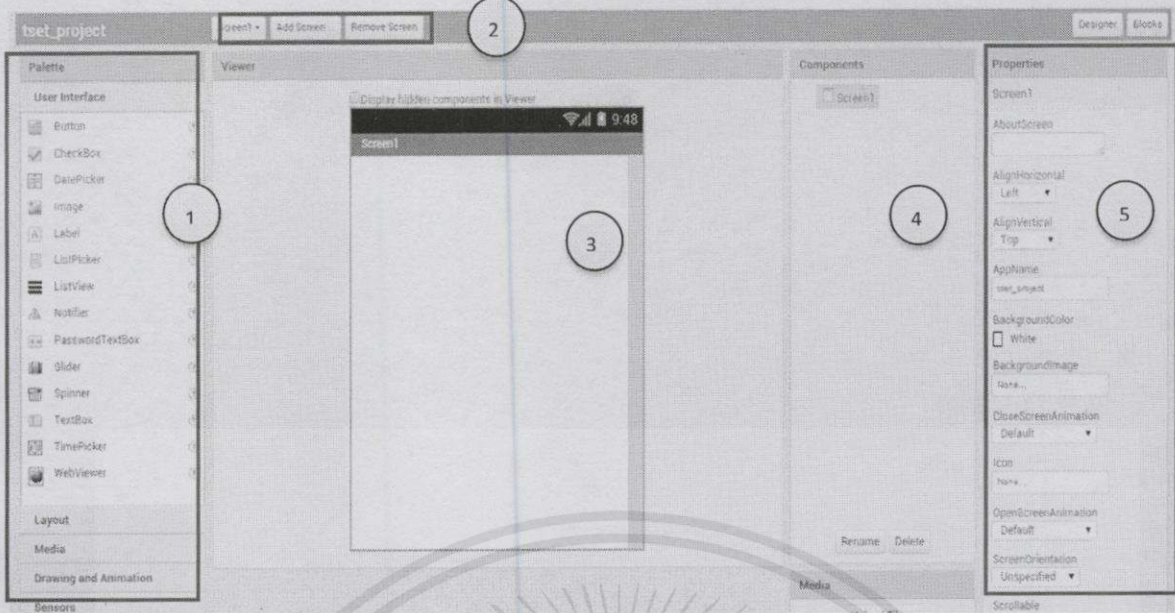 tset_project
Add Screen ... Remove Screen
2
Designer Blocks
Palette
User Interface
Button
CheckBox
DatePicker
Image
Label
ListPicker
ListView
Notifier
PasswordTextBox
Slider
Spinner
TextBox
TimePicker
WebViewer
Layout
Media
Drawing and Animation
Sensors
1
Viewer
Display hidden components in Viewer
9:48
Screen1
3
Components
Screen1
4
Rename Delete
Media
Properties
Screen1
AboutScreen
AlignHorizontal
Left
AlignVertical
Top
5
AppName
tset_project
BackgroundColor
White
BackgroundImage
None...
CloseScreenAnimation
Default
Icon
None...
OpenScreenAnimation
Default
ScreenOrientation
Unspecified
Scrollable